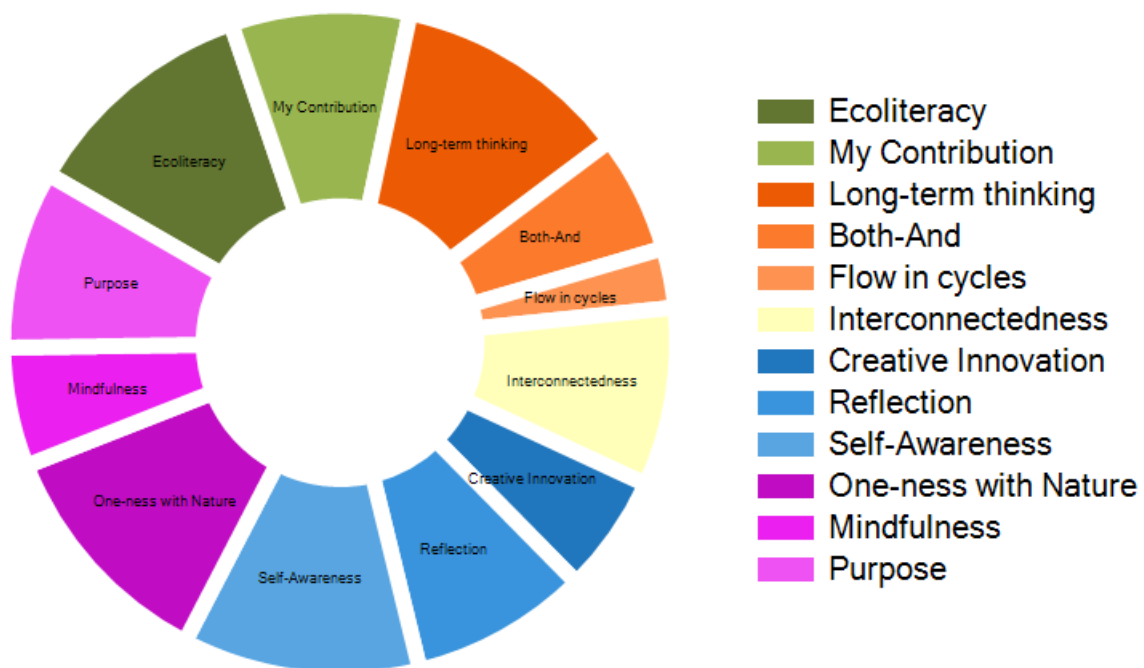 My Contribution
Long-term thinking
Ecoliteracy
Both-And
Purpose
Flow in cycles
Interconnectedness
Mindfulness
Creative Innovation
One-ness with Nature
Reflection
Self-Awareness
Ecoliteracy
My Contribution
Long-term thinking
Both-And
Flow in cycles
Interconnectedness
Creative Innovation
Reflection
Self-Awareness
One-ness with Nature
Mindfulness
Purpose